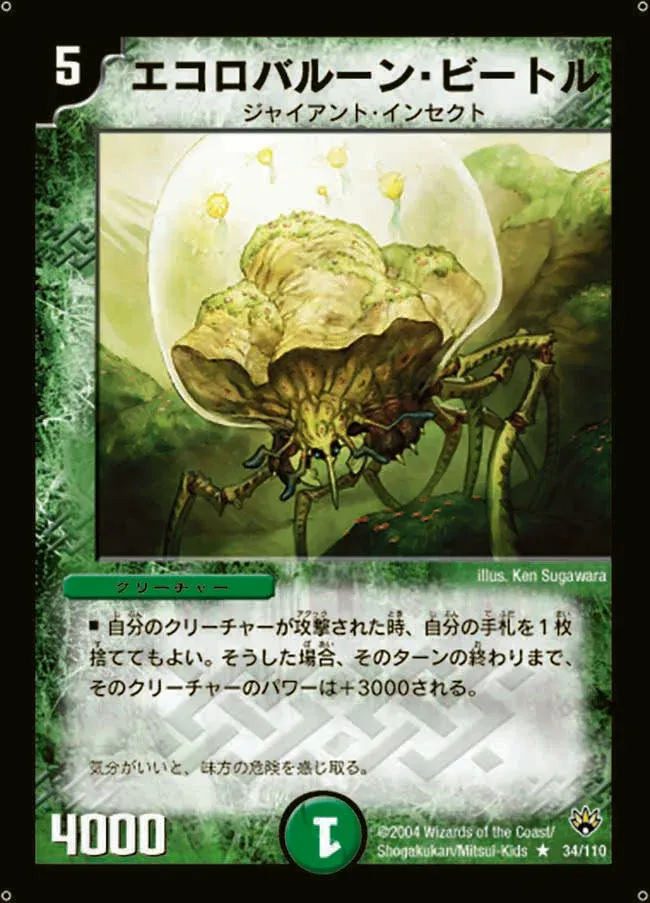 5
エコロバルーン・ビートル
ジャイアント・インセクト
illus. Ken Sugawara
クリーチャー
■ 自分のクリーチャーが攻撃された時、自分の手札を1枚
捨ててもよい。そうした場合、そのターンの終わりまで、
そのクリーチャーのパワーは+3000される。
気分がいいと、味方の危険を感じ取る。
4000
1
©2004 Wizards of the Coast/
Shogakukan/Mitsui-Kids ★ 34/110